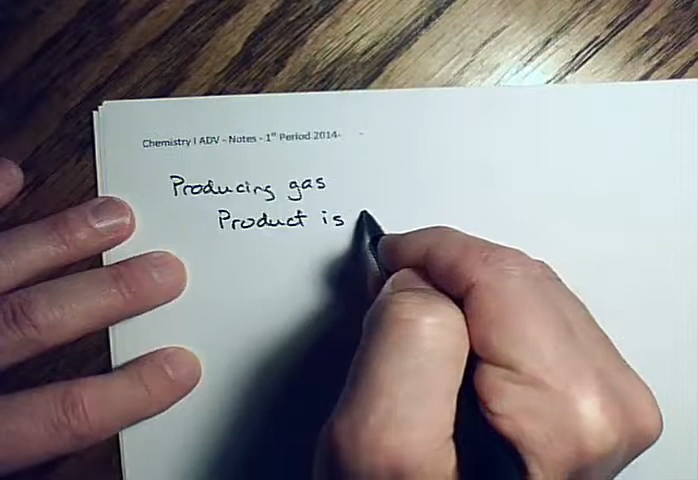 Chemistry I ADV - Notes - 1st Period 2014-
Producing gas
Product is